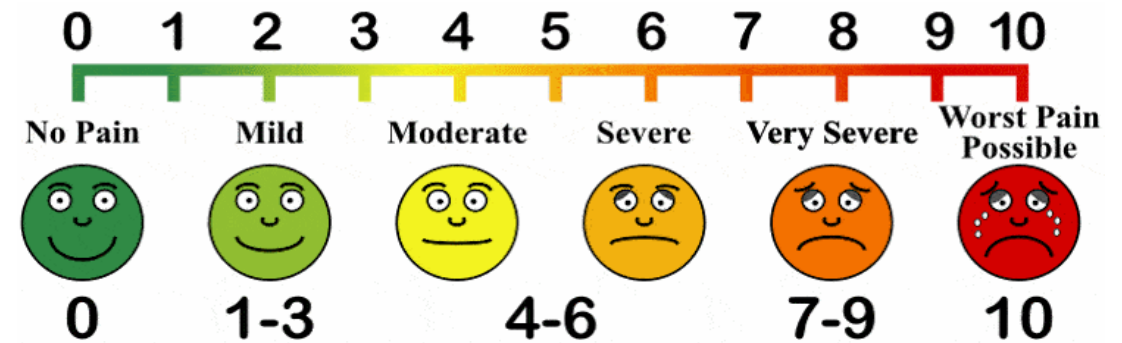 0 1 2 3 4 5 6 7 8 9 10
No Pain Mild Moderate Severe Very Severe Worst Pain
Possible
0 1-3 4-6 7-9 10